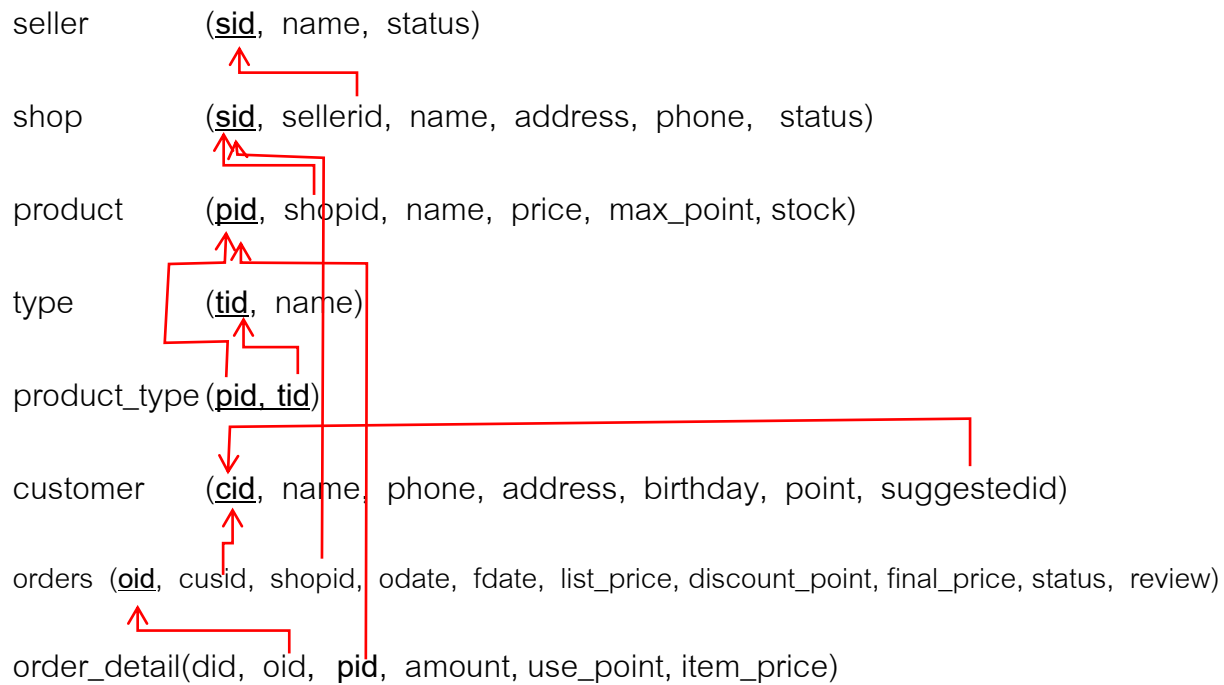 seller (sid, name, status)
shop (sid, sellerid, name, address, phone, status)
product (pid, shopid, name, price, max_point, stock)
type (tid, name)
product_type (pid, tid)
customer (cid, name, phone, address, birthday, point, suggestedid)
orders (oid, cusid, shopid, odate, fdate, list_price, discount_point, final_price, status, review)
order_detail(did, oid, pid, amount, use_point, item_price)